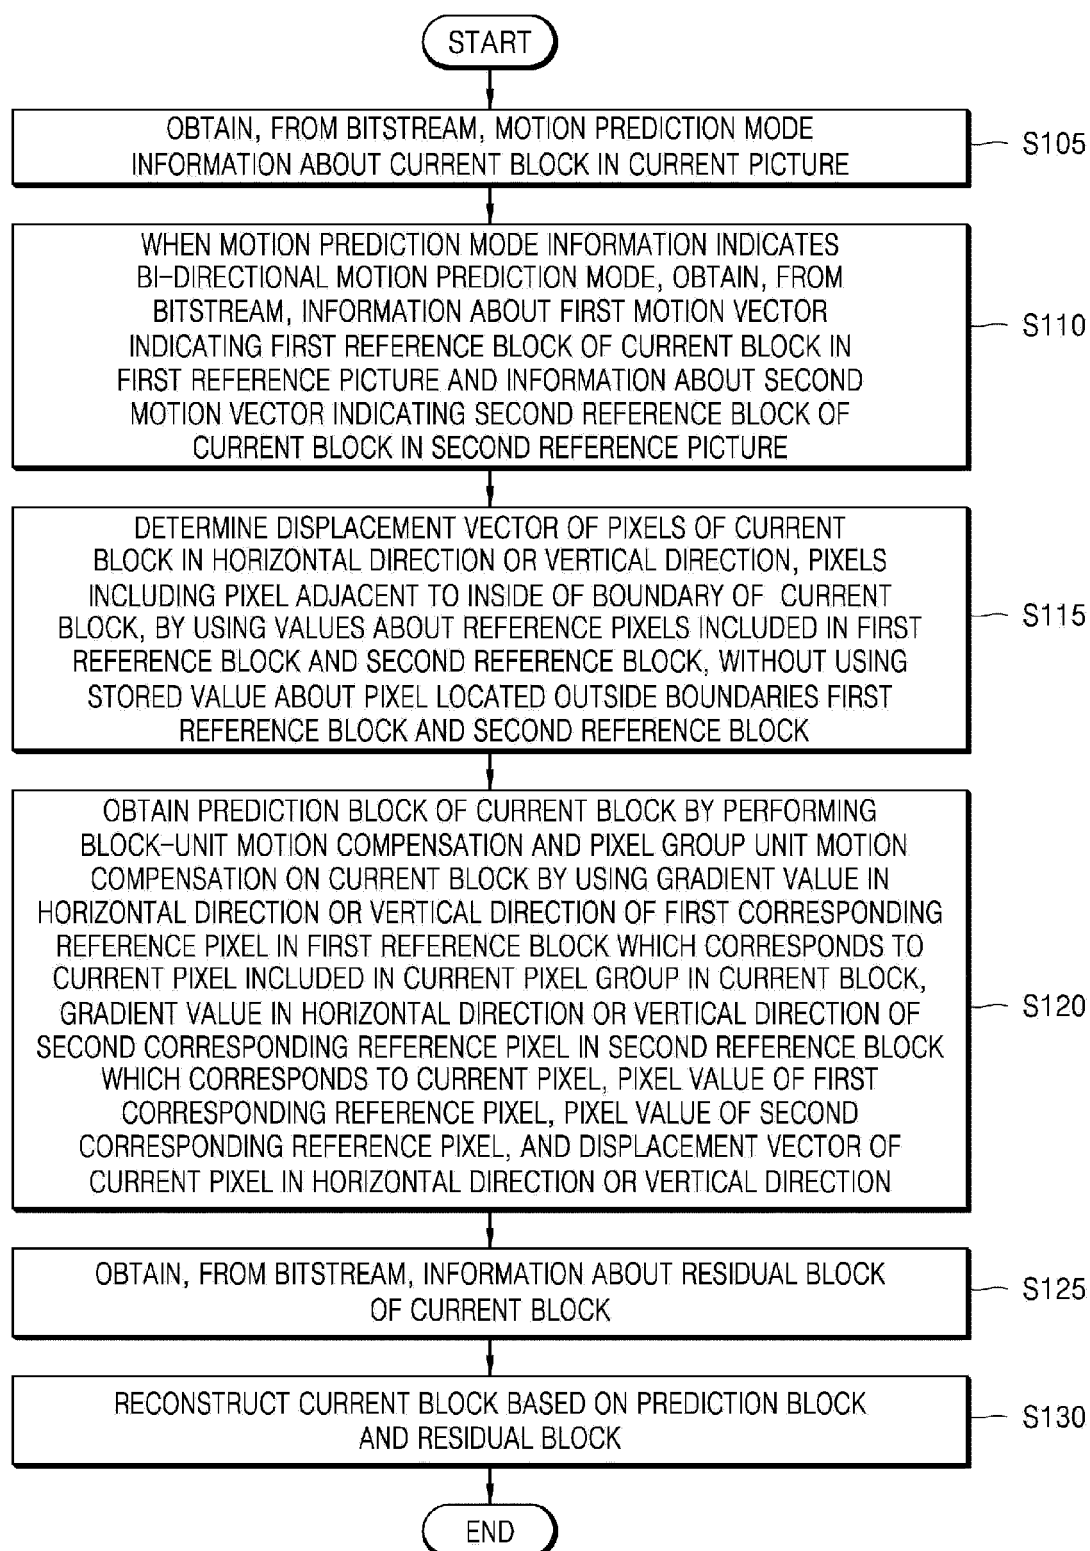 START
OBTAIN, FROM BITSTREAM, MOTION PREDICTION MODE
INFORMATION ABOUT CURRENT BLOCK IN CURRENT PICTURE
S105
WHEN MOTION PREDICTION MODE INFORMATION INDICATES
BI-DIRECTIONAL MOTION PREDICTION MODE, OBTAIN, FROM
BITSTREAM, INFORMATION ABOUT FIRST MOTION VECTOR
INDICATING FIRST REFERENCE BLOCK OF CURRENT BLOCK IN
FIRST REFERENCE PICTURE AND INFORMATION ABOUT SECOND
MOTION VECTOR INDICATING SECOND REFERENCE BLOCK OF
CURRENT BLOCK IN SECOND REFERENCE PICTURE
S110
DETERMINE DISPLACEMENT VECTOR OF PIXELS OF CURRENT
BLOCK IN HORIZONTAL DIRECTION OR VERTICAL DIRECTION, PIXELS
INCLUDING PIXEL ADJACENT TO INSIDE OF BOUNDARY OF CURRENT
BLOCK, BY USING VALUES ABOUT REFERENCE PIXELS INCLUDED IN FIRST
REFERENCE BLOCK AND SECOND REFERENCE BLOCK, WITHOUT USING
STORED VALUE ABOUT PIXEL LOCATED OUTSIDE BOUNDARIES FIRST
REFERENCE BLOCK AND SECOND REFERENCE BLOCK
S115
OBTAIN PREDICTION BLOCK OF CURRENT BLOCK BY PERFORMING
BLOCK-UNIT MOTION COMPENSATION AND PIXEL GROUP UNIT MOTION
COMPENSATION ON CURRENT BLOCK BY USING GRADIENT VALUE IN
HORIZONTAL DIRECTION OR VERTICAL DIRECTION OF FIRST CORRESPONDING
REFERENCE PIXEL IN FIRST REFERENCE BLOCK WHICH CORRESPONDS TO
CURRENT PIXEL INCLUDED IN CURRENT PIXEL GROUP IN CURRENT BLOCK,
GRADIENT VALUE IN HORIZONTAL DIRECTION OR VERTICAL DIRECTION OF
SECOND CORRESPONDING REFERENCE PIXEL IN SECOND REFERENCE BLOCK
WHICH CORRESPONDS TO CURRENT PIXEL, PIXEL VALUE OF FIRST
CORRESPONDING REFERENCE PIXEL, PIXEL VALUE OF SECOND
CORRESPONDING REFERENCE PIXEL, AND DISPLACEMENT VECTOR OF
CURRENT PIXEL IN HORIZONTAL DIRECTION OR VERTICAL DIRECTION
S120
OBTAIN, FROM BITSTREAM, INFORMATION ABOUT RESIDUAL BLOCK
OF CURRENT BLOCK
S125
RECONSTRUCT CURRENT BLOCK BASED ON PREDICTION BLOCK
AND RESIDUAL BLOCK
S130
END